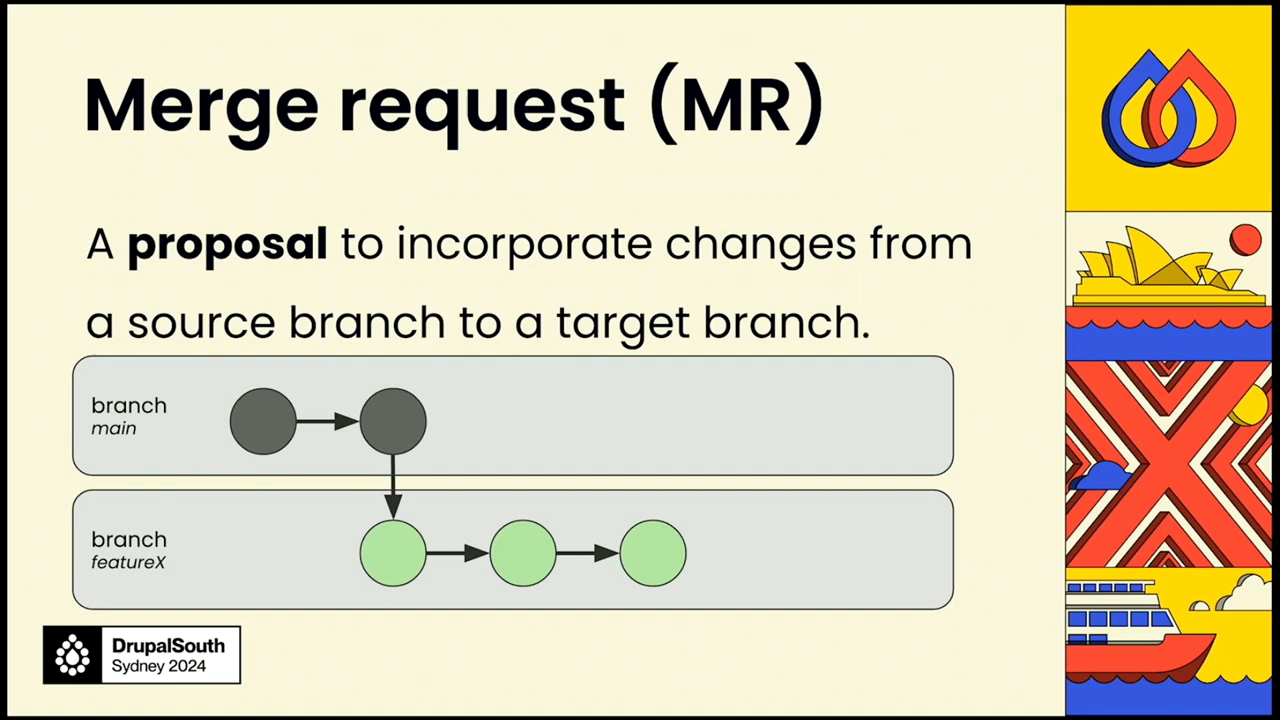 Merge request (MR)
A proposal to incorporate changes from
a source branch to a target branch.
branch
main
branch
featureX
DrupalSouth
Sydney 2024